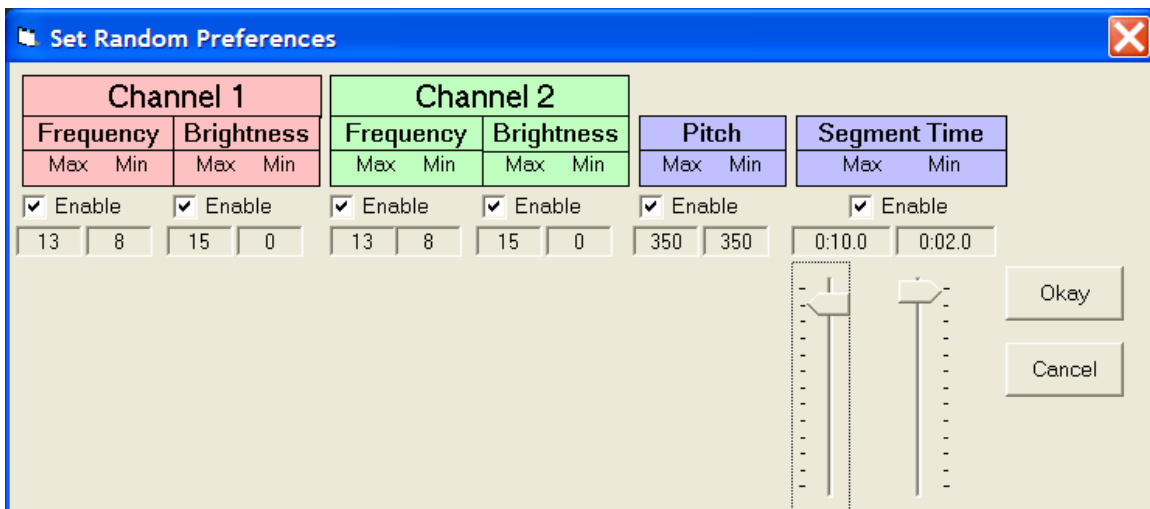 Set Random Preferences
Channel 1 Channel 2
Frequency Brightness Frequency Brightness Pitch Segment Time
Max Min Max Min Max Min Max Min Max Min Max Min
Enable Enable Enable Enable Enable Enable
13 8 15 0 13 8 15 0 350 350 0:10.0 0:02.0
Okay
Cancel